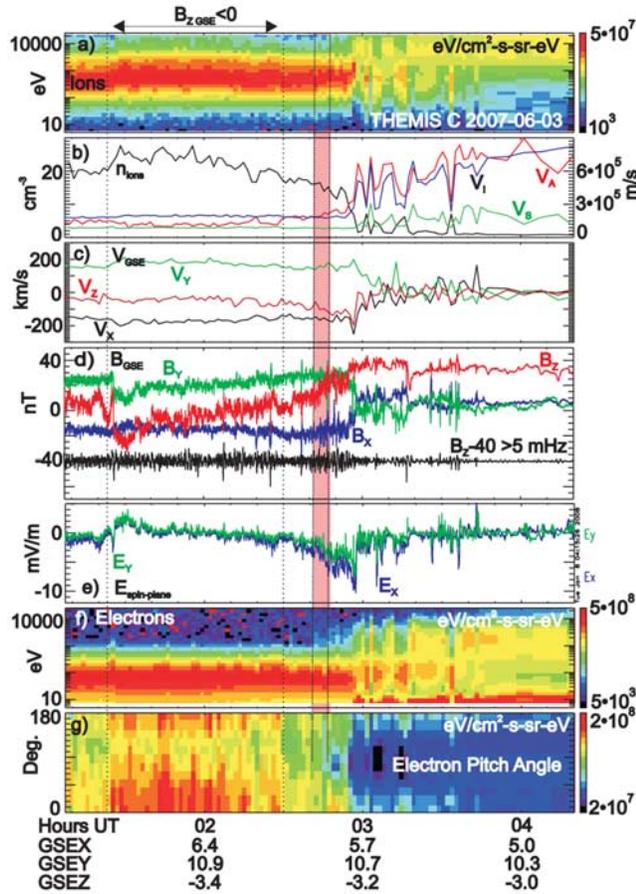 B_Z GSE<0
a) eV/cm²-s-sr-eV 5*10⁷
10000
eV
Ions
10
THEMIS C 2007-06-03 10³
b) n_Ions
20
cm⁻³
0
V_I V_A V_S
6*10⁵
3*10⁵
0
m/s
c) V_GSE
200
0
-200
km/s
V_Y
V_Z
V_X
d) B_GSE
40
0
-40
nT
B_Y
B_Z
B_X
B_Z-40 >5 mHz
0
-10
mV/m
E_Y
E_X
e) E_spin-plane
Ey
Ex
f) Electrons eV/cm²-s-sr-eV 5*10⁸
10000
eV
10
5*10³
g) eV/cm²-s-sr-eV 2*10⁸
180
Deg.
0
Electron Pitch Angle
2*10⁷
Hours UT 02 03 04
GSEX 6.4 5.7 5.0
GSEY 10.9 10.7 10.3
GSEZ -3.4 -3.2 -3.0